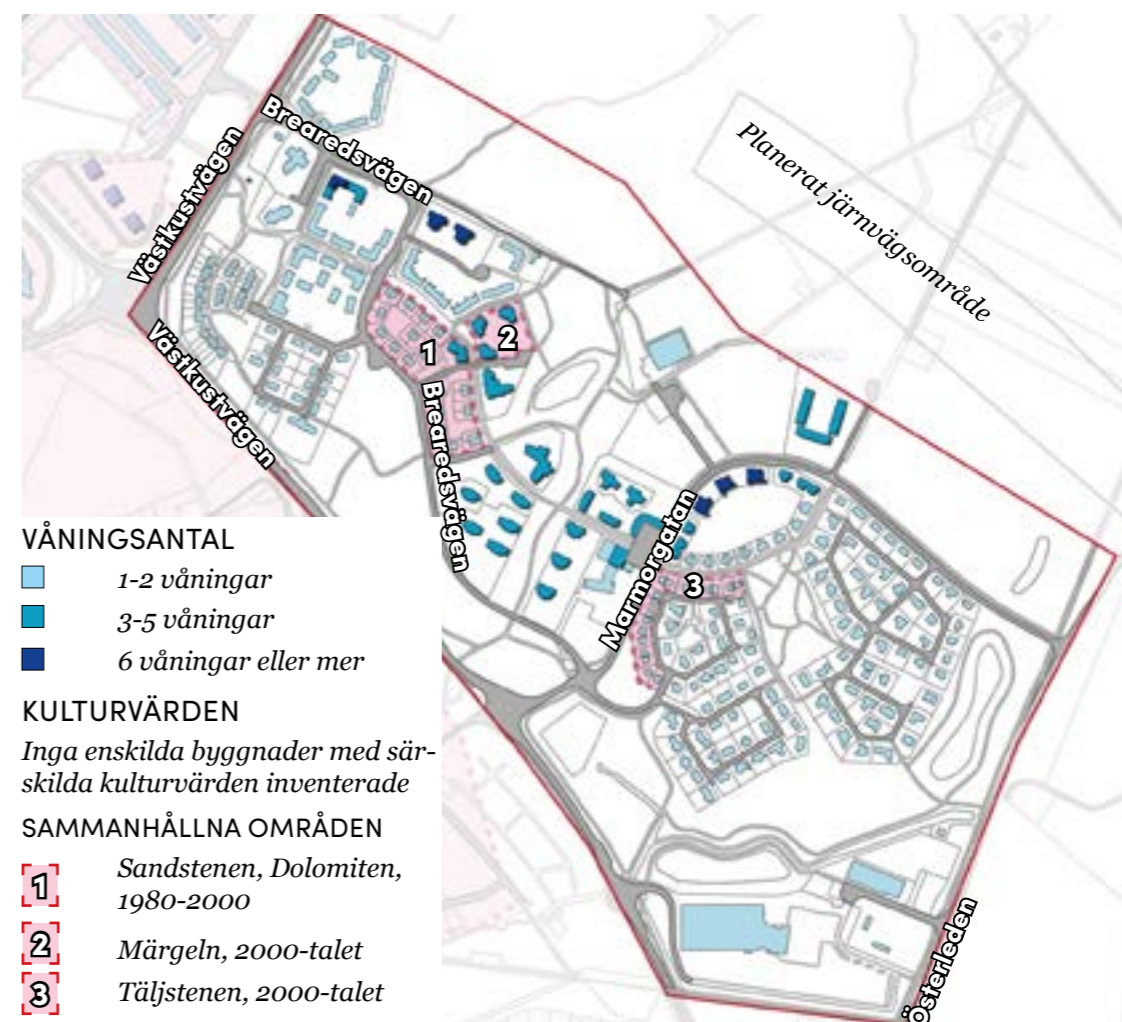 Brearedsvägen
Västkustvägen
Västkustvägen
Planerat järnvägsområde
1
2
Brearedsvägen
Marmorgatan
3
Österleden
VÅNINGSANTAL
1-2 våningar
3-5 våningar
6 våningar eller mer
KULTURVÄRDEN
Inga enskilda byggnader med sär-
skilda kulturvärden inventerade
SAMMANHÅLLNA OMRÅDEN
1 Sandstenen, Dolomiten,
1980-2000
2 Märgeln, 2000-talet
3 Täljstenen, 2000-talet